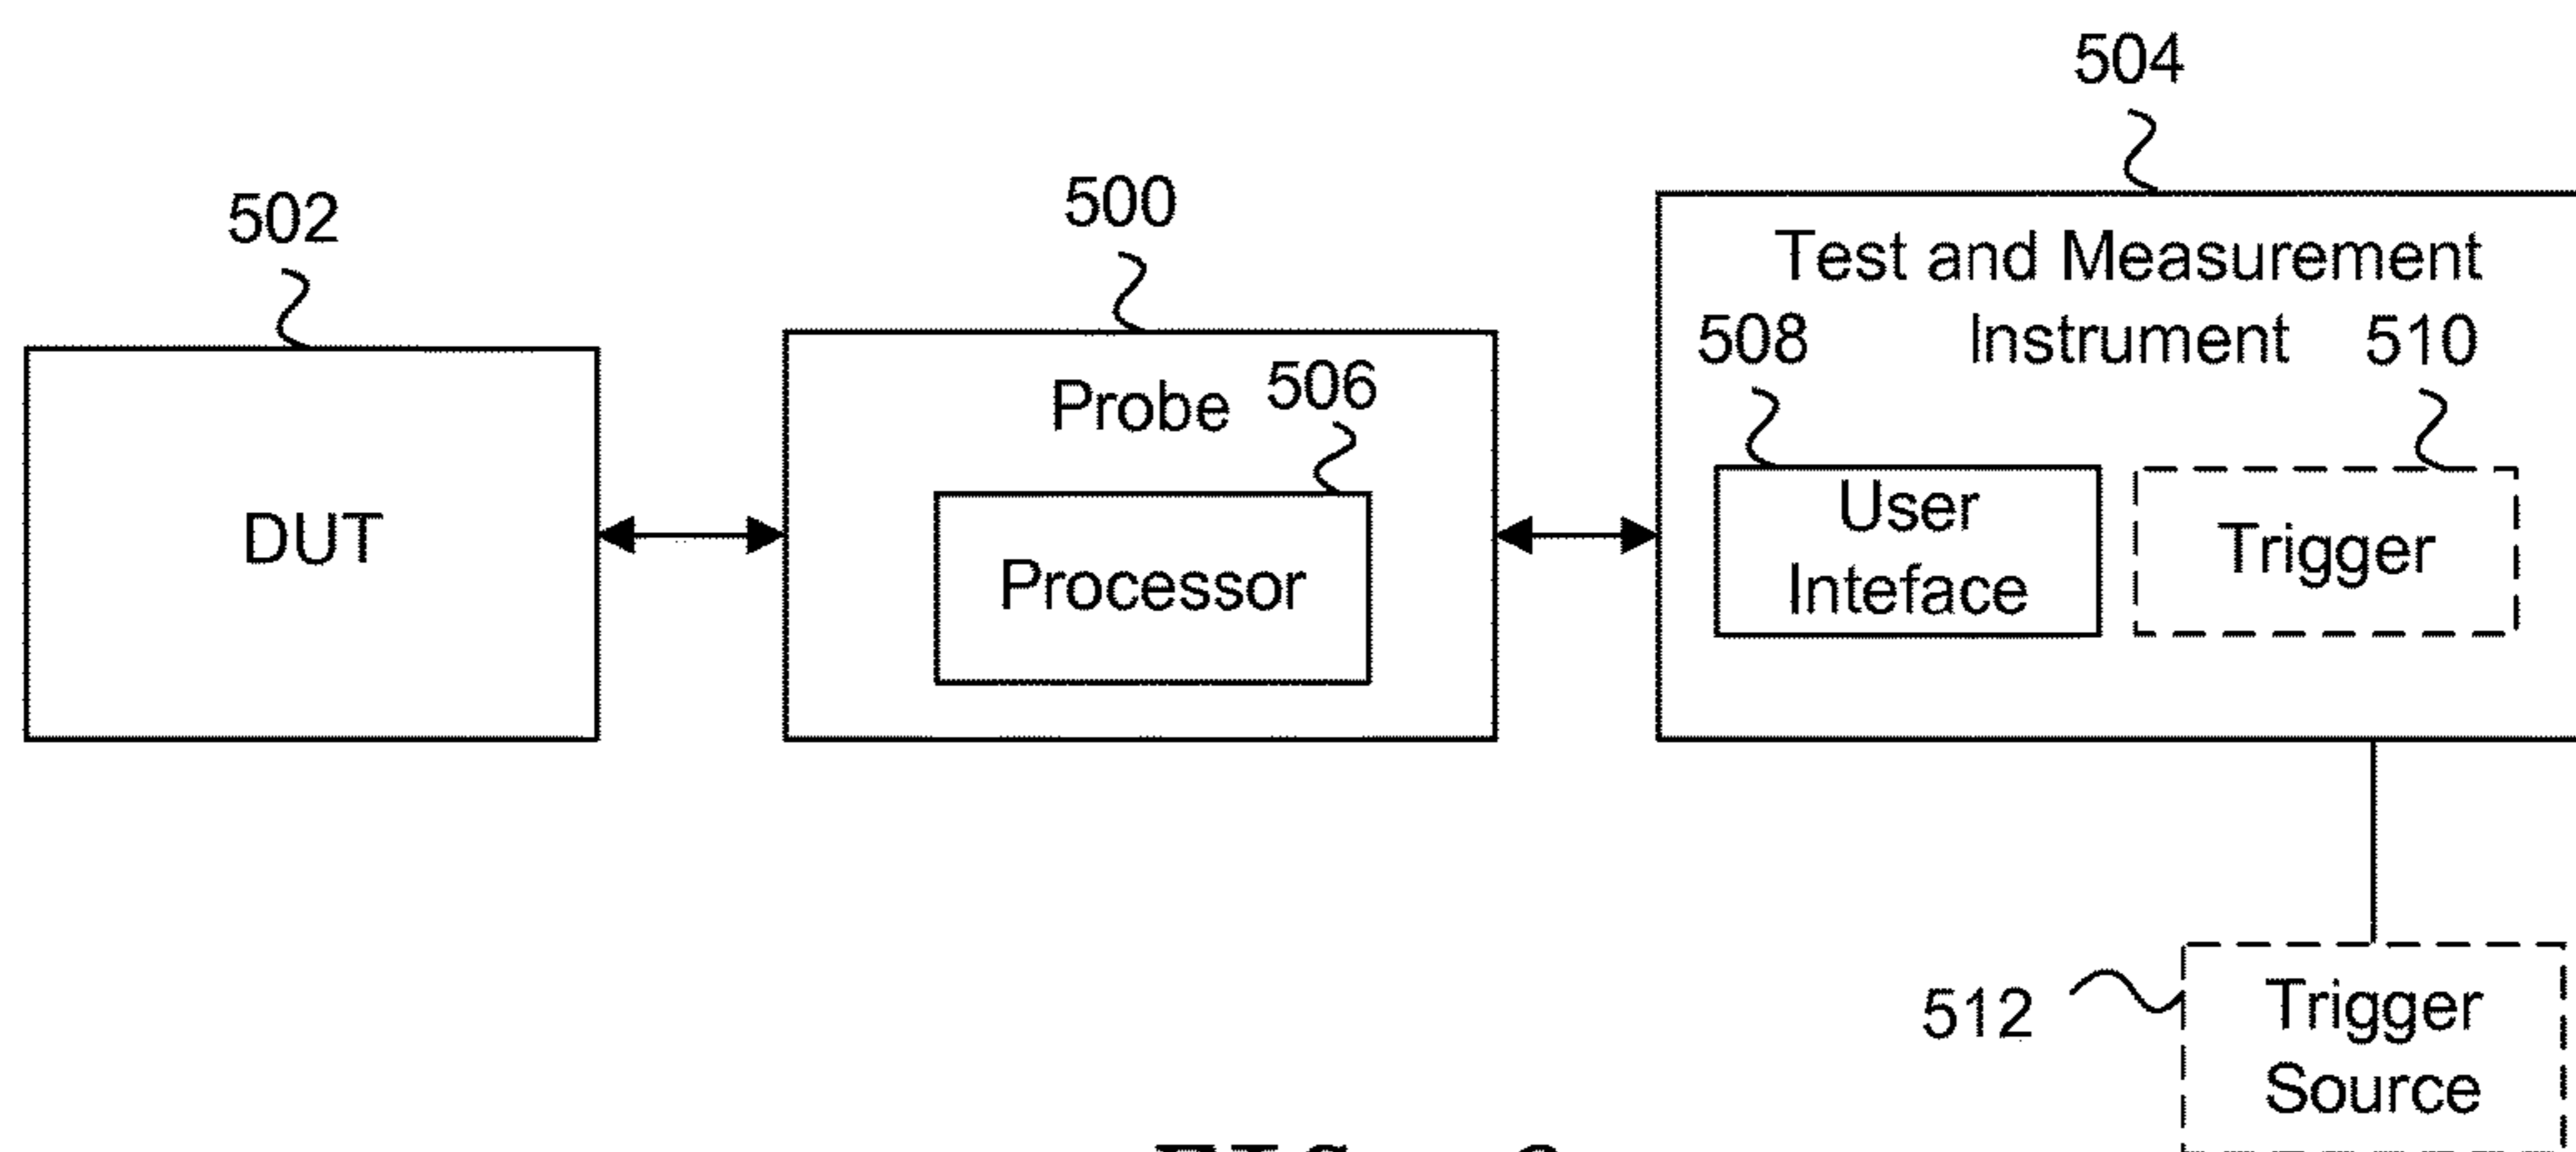 504
500
502
Test and Measurement
508 Instrument 510
Probe 506
User
Inteface
Trigger
DUT
Processor
512
Trigger
Source